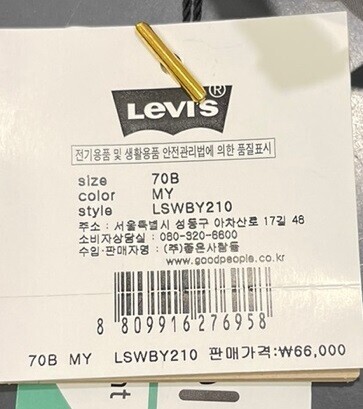 Levi's®
전기용품 및 생활용품 안전관리법에 의한 품질표시
size 70B
color MY
style LSWBY210
주소 : 서울특별시 성동구 아차산로 17길 48
소비자상담실 : 080-320-6600
수입·판매자명 : (주)좋은사람들
www.goodpeople.co.kr
8 809916 276958
70B MY LSWBY210 판매가격:₩66,000